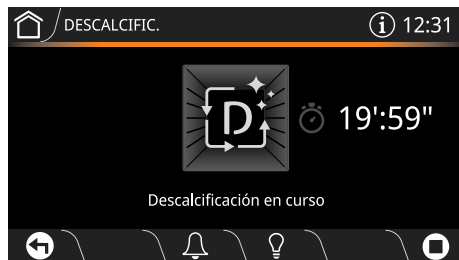 DESCALCIFIC.
i 12:31
D
19':59"
Descalcificación en curso